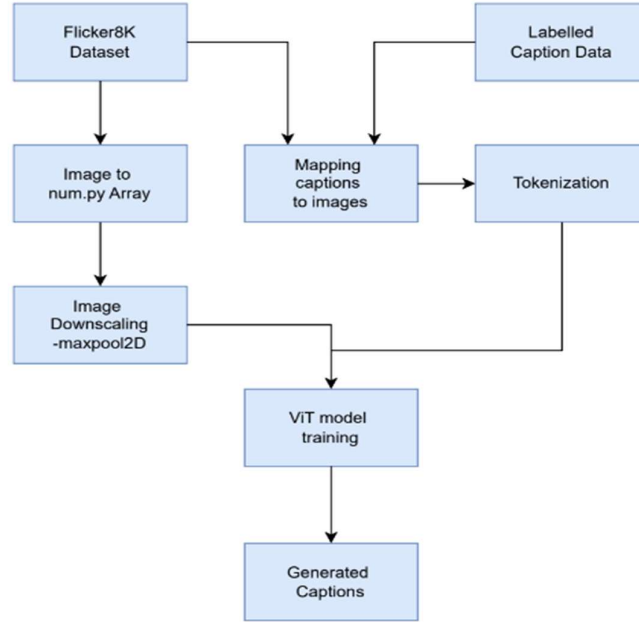 Flicker8K
Dataset
Labelled
Caption Data
Image to
num.py Array
Mapping
captions
to images
Tokenization
Image
Downscaling
-maxpool2D
ViT model
training
Generated
Captions